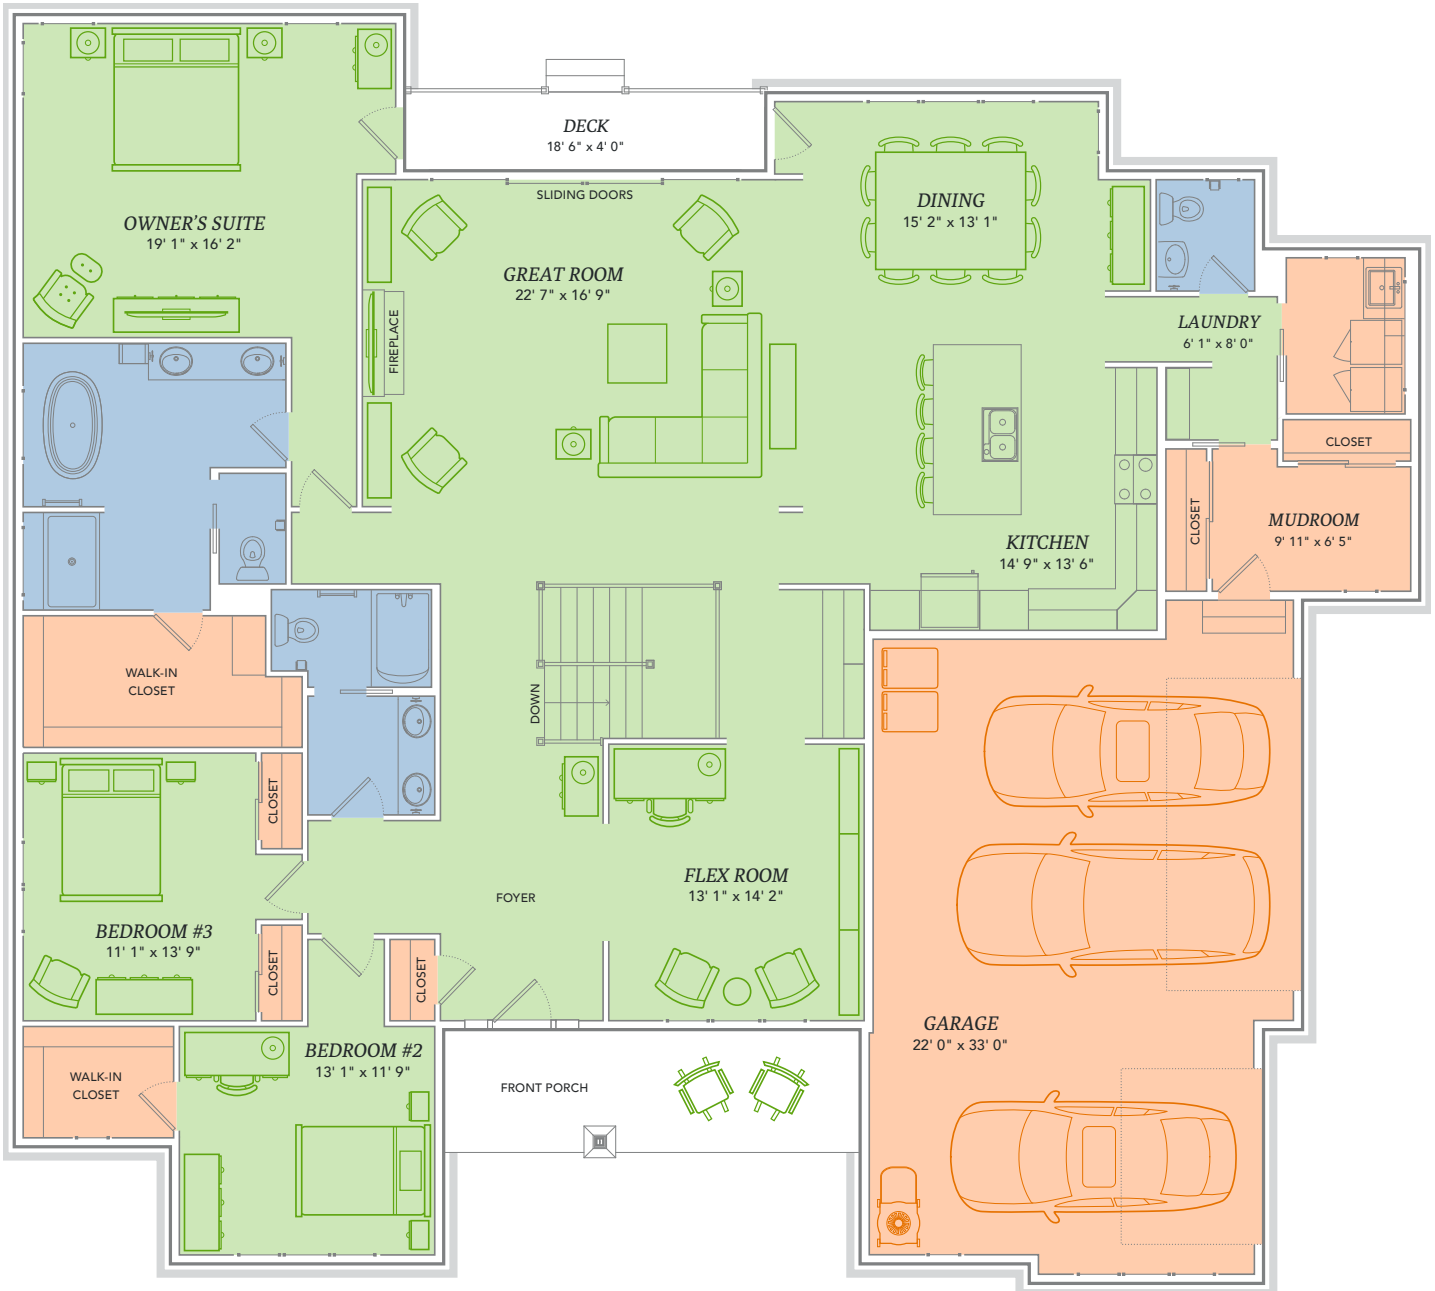 DECK
18' 6" x 4' 0"
SLIDING DOORS
OWNER'S SUITE
19' 1" x 16' 2"
GREAT ROOM
22' 7" x 16' 9"
DINING
15' 2" x 13' 1"
FIREPLACE
LAUNDRY
6' 1" x 8' 0"
CLOSET
CLOSET
MUDROOM
9' 11" x 6' 5"
KITCHEN
14' 9" x 13' 6"
WALK-IN
CLOSET
DOWN
CLOSET
BEDROOM #3
11' 1" x 13' 9"
FOYER
FLEX ROOM
13' 1" x 14' 2"
CLOSET
CLOSET
GARAGE
22' 0" x 33' 0"
BEDROOM #2
13' 1" x 11' 9"
WALK-IN
CLOSET
FRONT PORCH